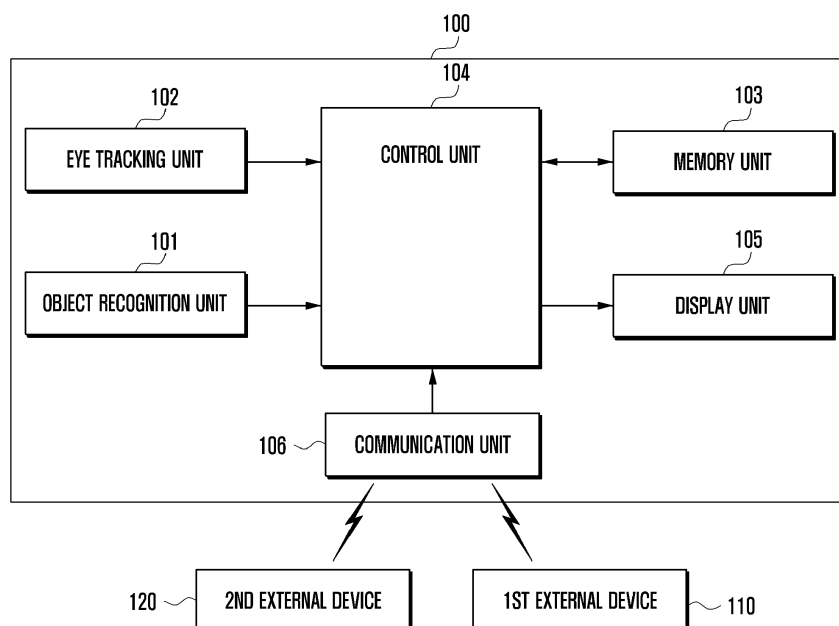 100
102
104
103
EYE TRACKING UNIT
CONTROL UNIT
MEMORY UNIT
101
105
OBJECT RECOGNITION UNIT
DISPLAY UNIT
106
COMMUNICATION UNIT
120
2ND EXTERNAL DEVICE
1ST EXTERNAL DEVICE
110